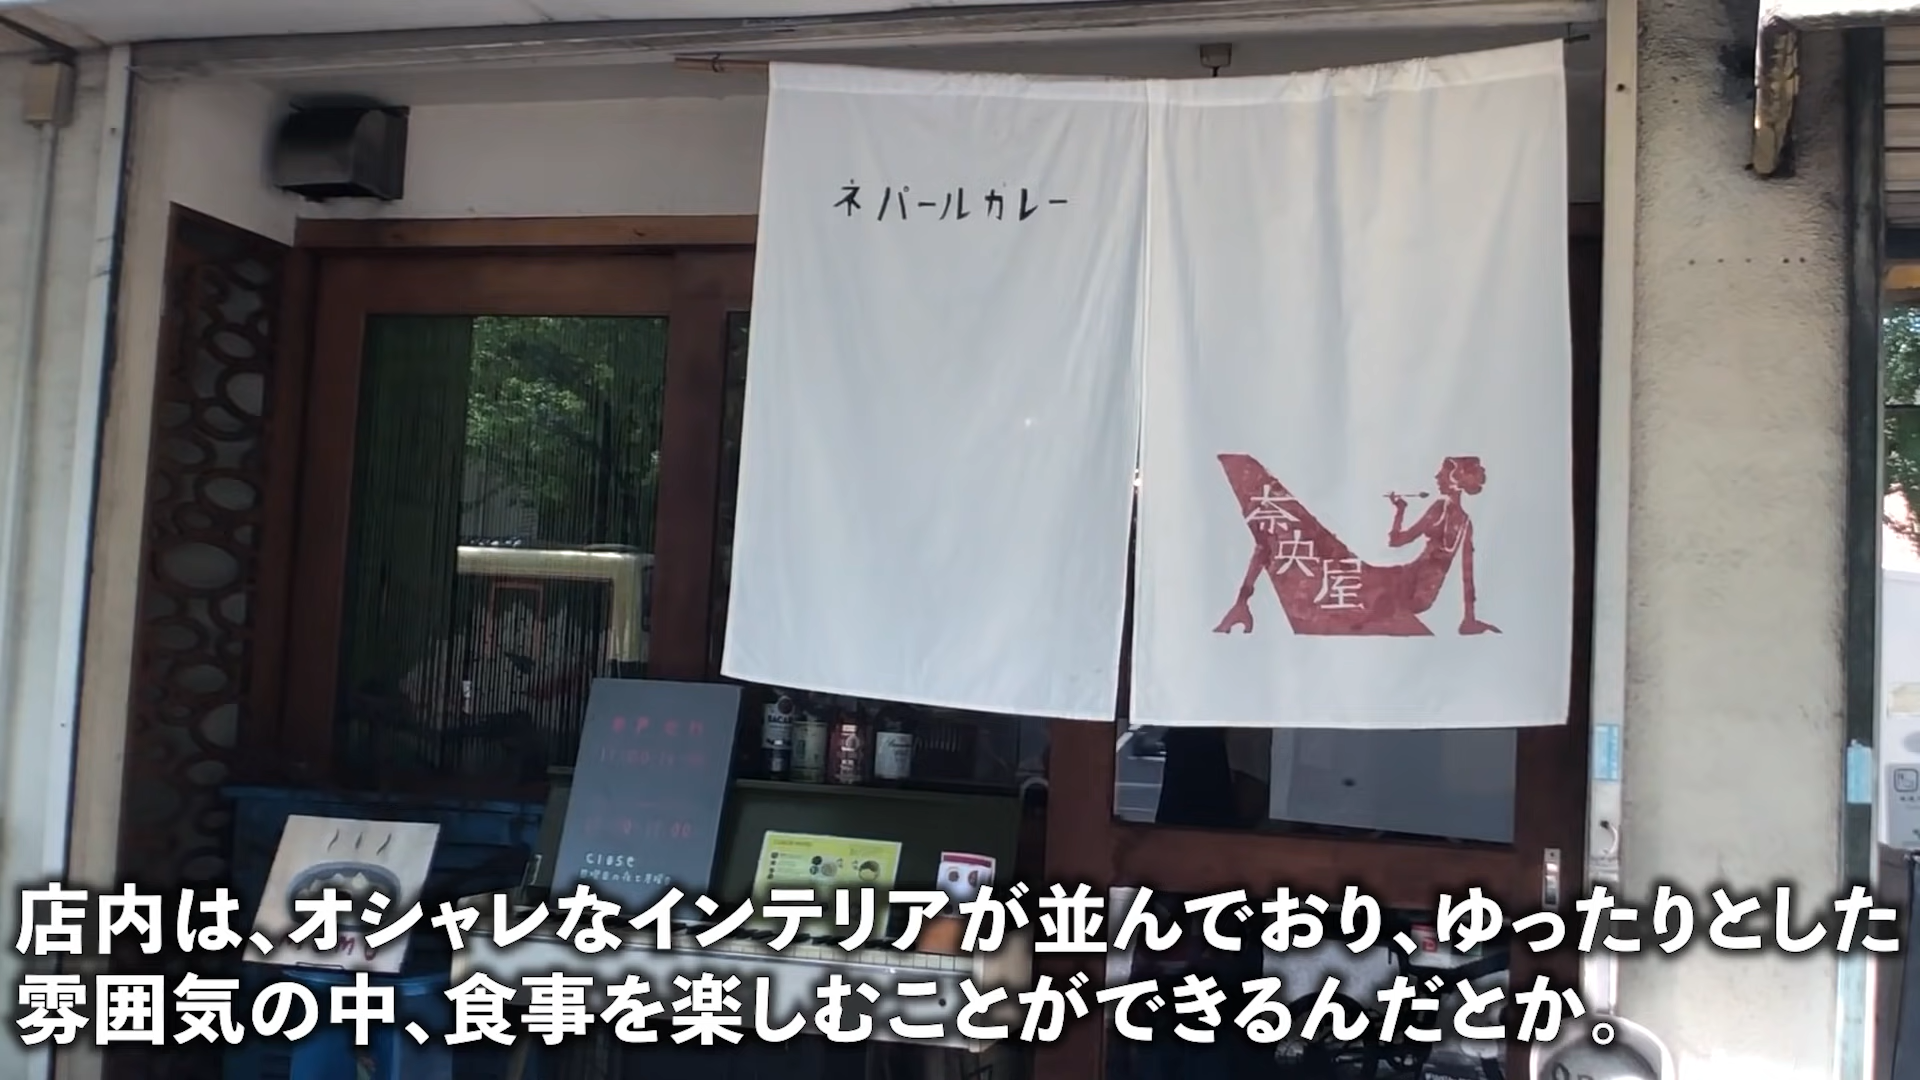 ネパールカレー
奈央屋
OPEN
close
店内は、オシャレなインテリアが並んでおり、ゆったりとした
雰囲気の中、食事を楽しむことができるんだとか。